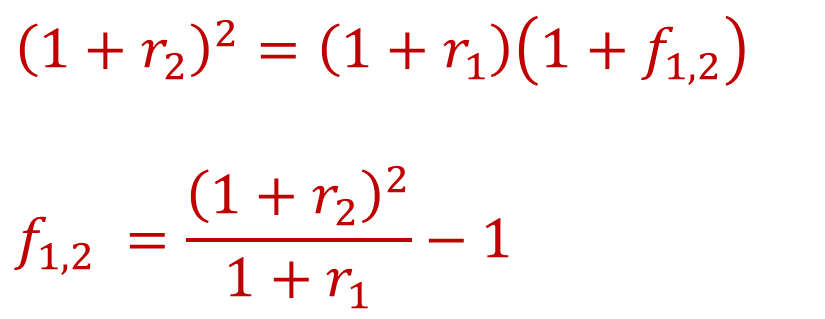 (1 + r₂)² = (1 + r₁)(1 + f₁,₂)
f₁,₂ = (1 + r₂)² / 1 + r₁ − 1